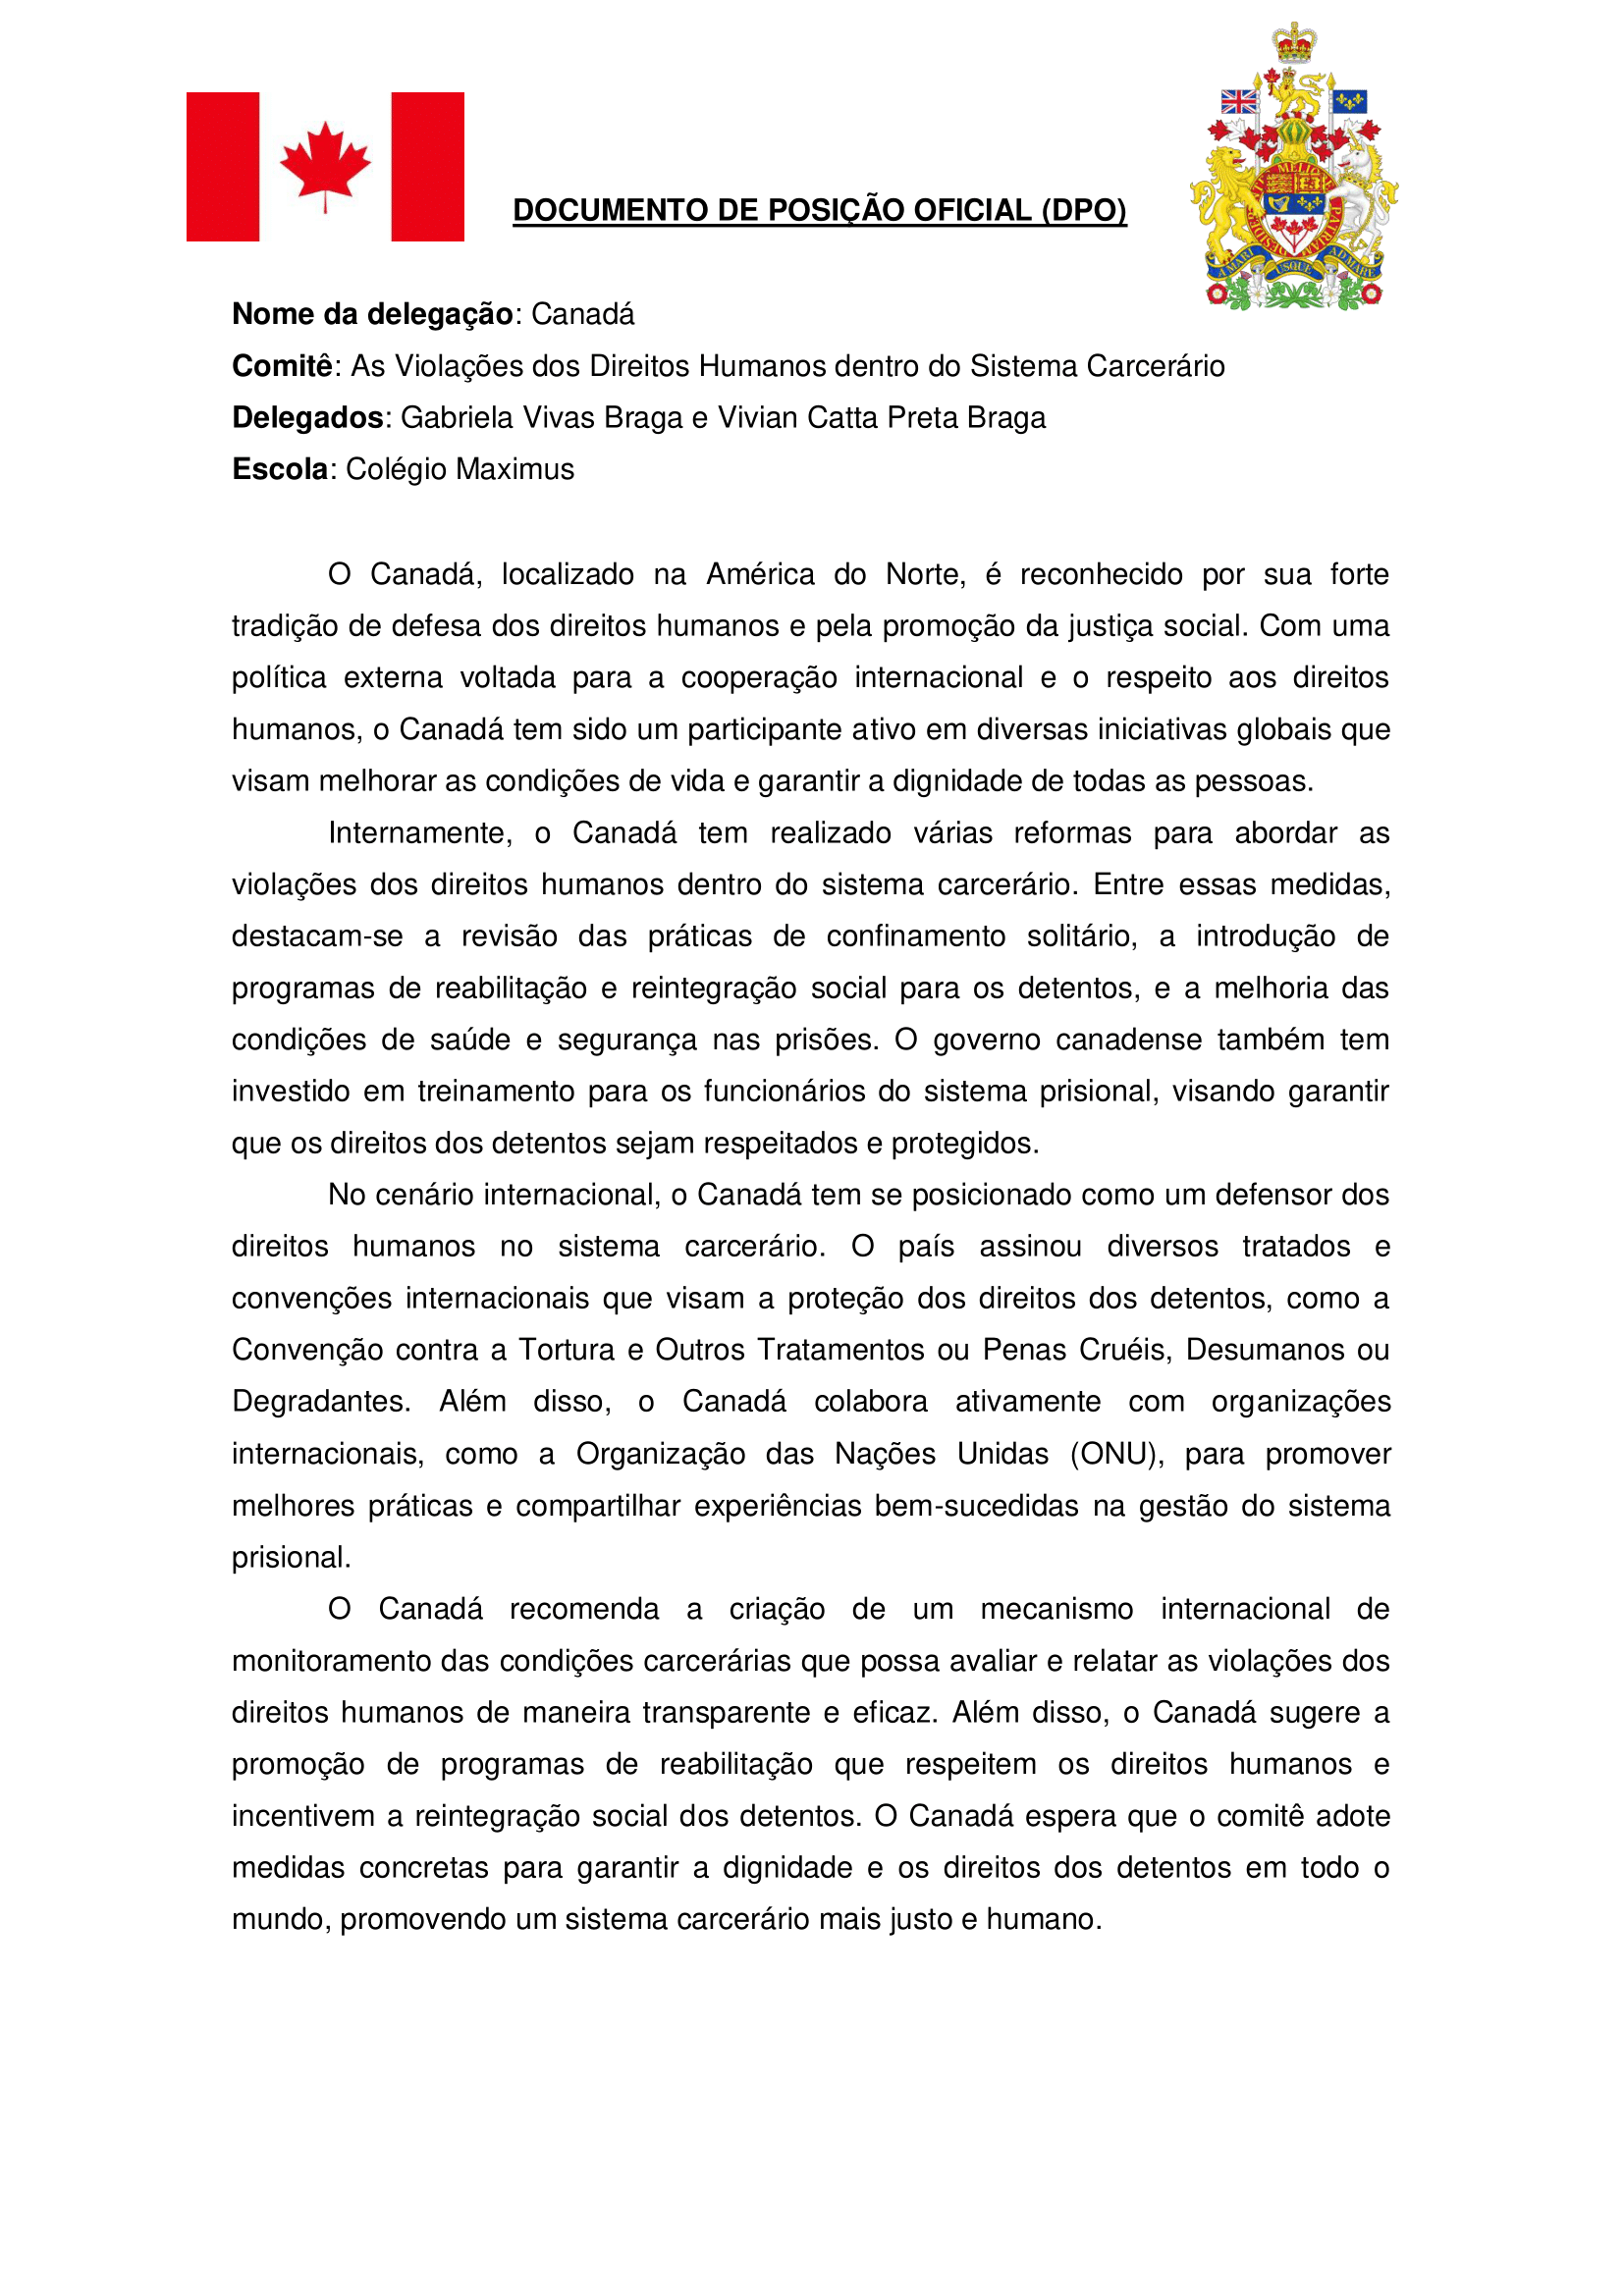 DOCUMENTO DE POSIÇÃO OFICIAL (DPO)
MELIO
PATRIAM
DESIDE
A MARI
USQUE
AD MARE
Nome da delegação: Canadá
Comitê: As Violações dos Direitos Humanos dentro do Sistema Carcerário
Delegados: Gabriela Vivas Braga e Vivian Catta Preta Braga
Escola: Colégio Maximus
O Canadá, localizado na América do Norte, é reconhecido por sua forte
tradição de defesa dos direitos humanos e pela promoção da justiça social. Com uma
política externa voltada para a cooperação internacional e o respeito aos direitos
humanos, o Canadá tem sido um participante ativo em diversas iniciativas globais que
visam melhorar as condições de vida e garantir a dignidade de todas as pessoas.
Internamente, o Canadá tem realizado várias reformas para abordar as
violações dos direitos humanos dentro do sistema carcerário. Entre essas medidas,
destacam-se a revisão das práticas de confinamento solitário, a introdução de
programas de reabilitação e reintegração social para os detentos, e a melhoria das
condições de saúde e segurança nas prisões. O governo canadense também tem
investido em treinamento para os funcionários do sistema prisional, visando garantir
que os direitos dos detentos sejam respeitados e protegidos.
No cenário internacional, o Canadá tem se posicionado como um defensor dos
direitos humanos no sistema carcerário. O país assinou diversos tratados e
convenções internacionais que visam a proteção dos direitos dos detentos, como a
Convenção contra a Tortura e Outros Tratamentos ou Penas Cruéis, Desumanos ou
Degradantes. Além disso, o Canadá colabora ativamente com organizações
internacionais, como a Organização das Nações Unidas (ONU), para promover
melhores práticas e compartilhar experiências bem-sucedidas na gestão do sistema
prisional.
O Canadá recomenda a criação de um mecanismo internacional de
monitoramento das condições carcerárias que possa avaliar e relatar as violações dos
direitos humanos de maneira transparente e eficaz. Além disso, o Canadá sugere a
promoção de programas de reabilitação que respeitem os direitos humanos e
incentivem a reintegração social dos detentos. O Canadá espera que o comitê adote
medidas concretas para garantir a dignidade e os direitos dos detentos em todo o
mundo, promovendo um sistema carcerário mais justo e humano.